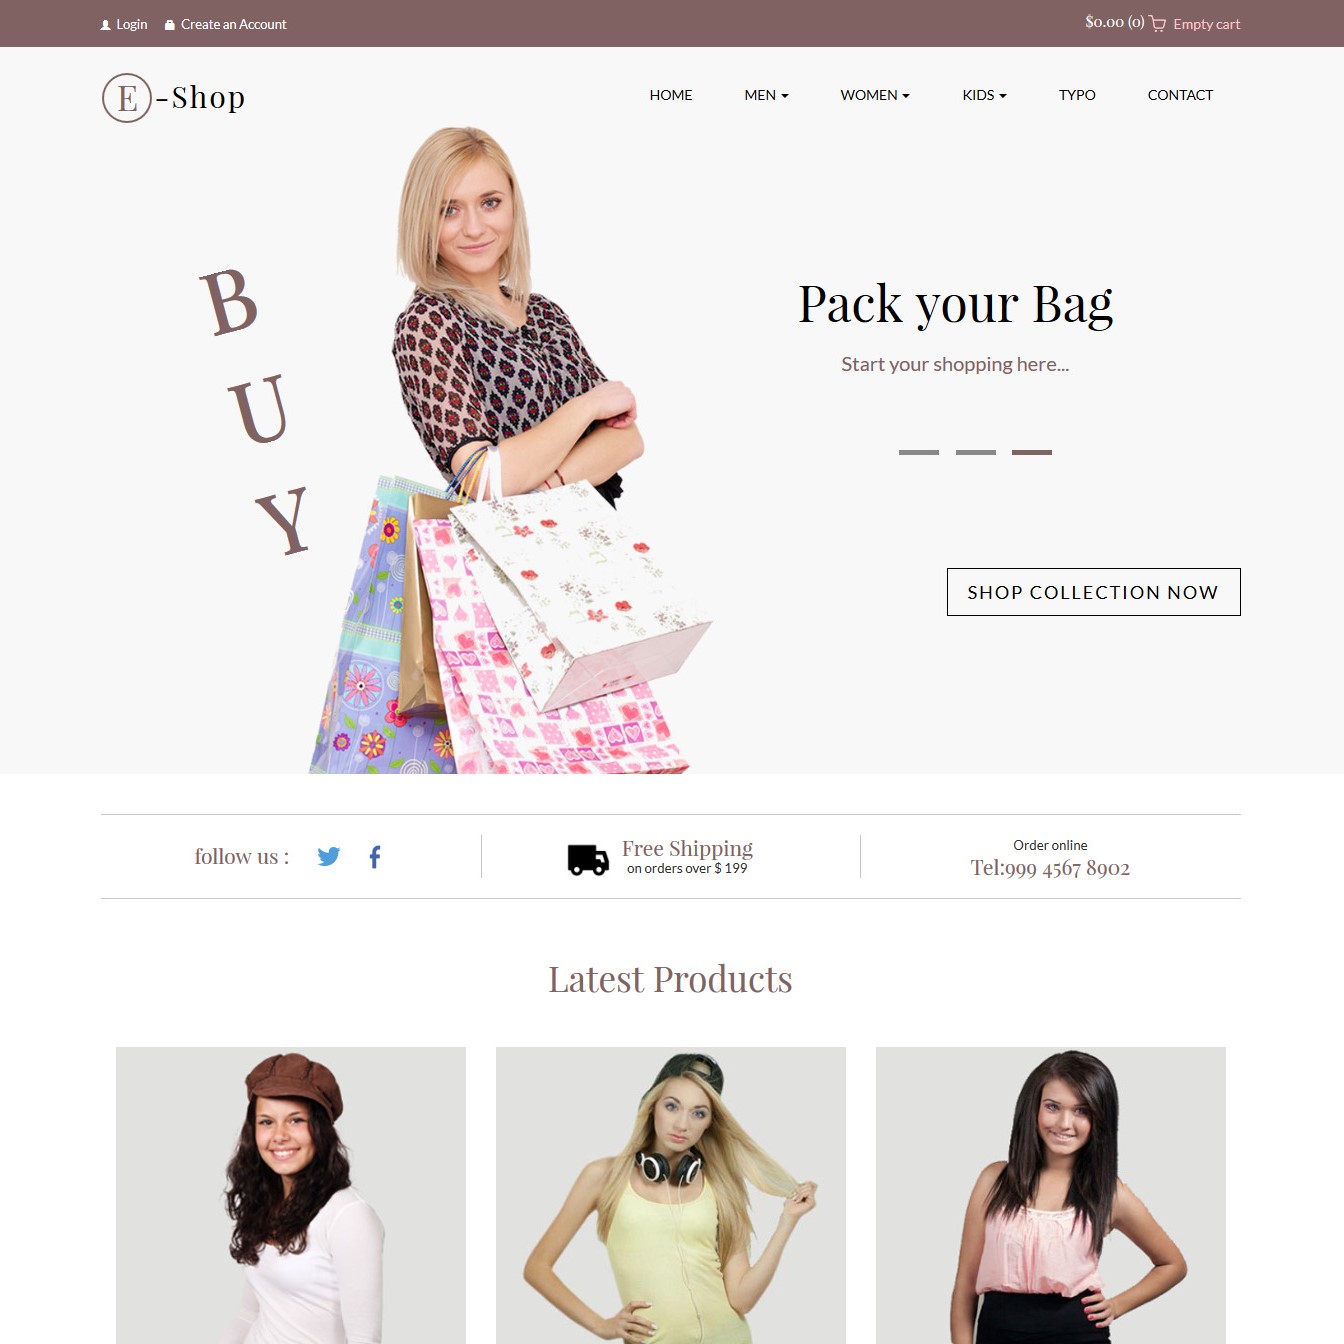 Login Create an Account $0.00 (0) Empty cart
E-Shop HOME MEN WOMEN KIDS TYPO CONTACT
B
U
Y
Pack your Bag
Start your shopping here...
SHOP COLLECTION NOW
follow us :
Free Shipping
on orders over $ 199
Order online
Tel:999 4567 8902
Latest Products